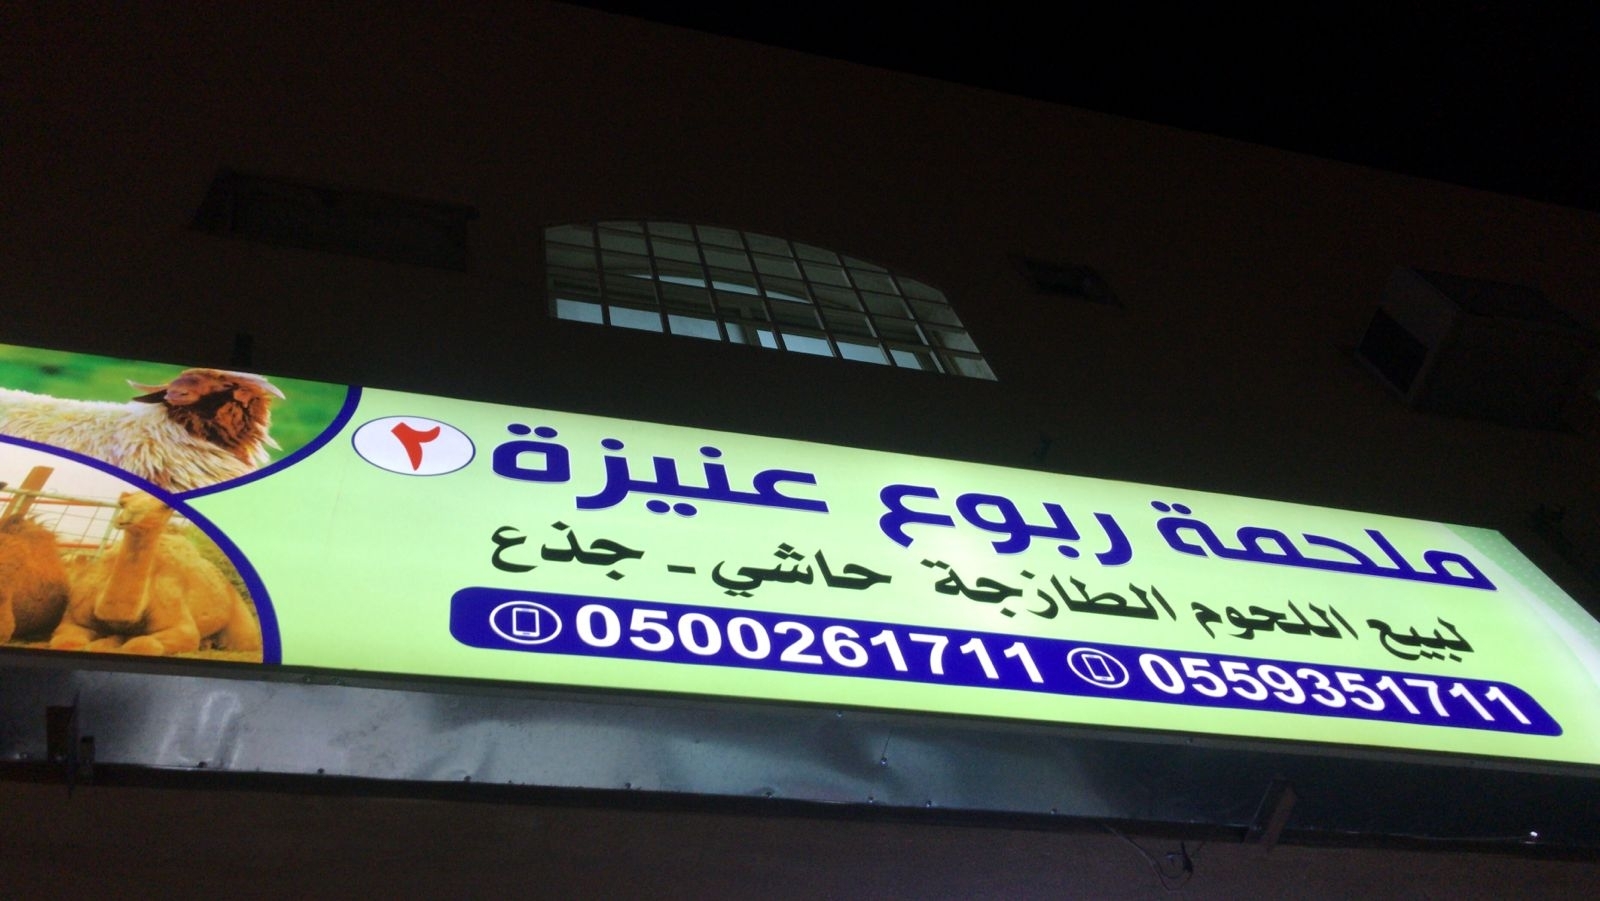 ملحمة ربوع عنيزة ٢
لبيع اللحوم الطازجة حاشي - جذع
0500261711 0559351711